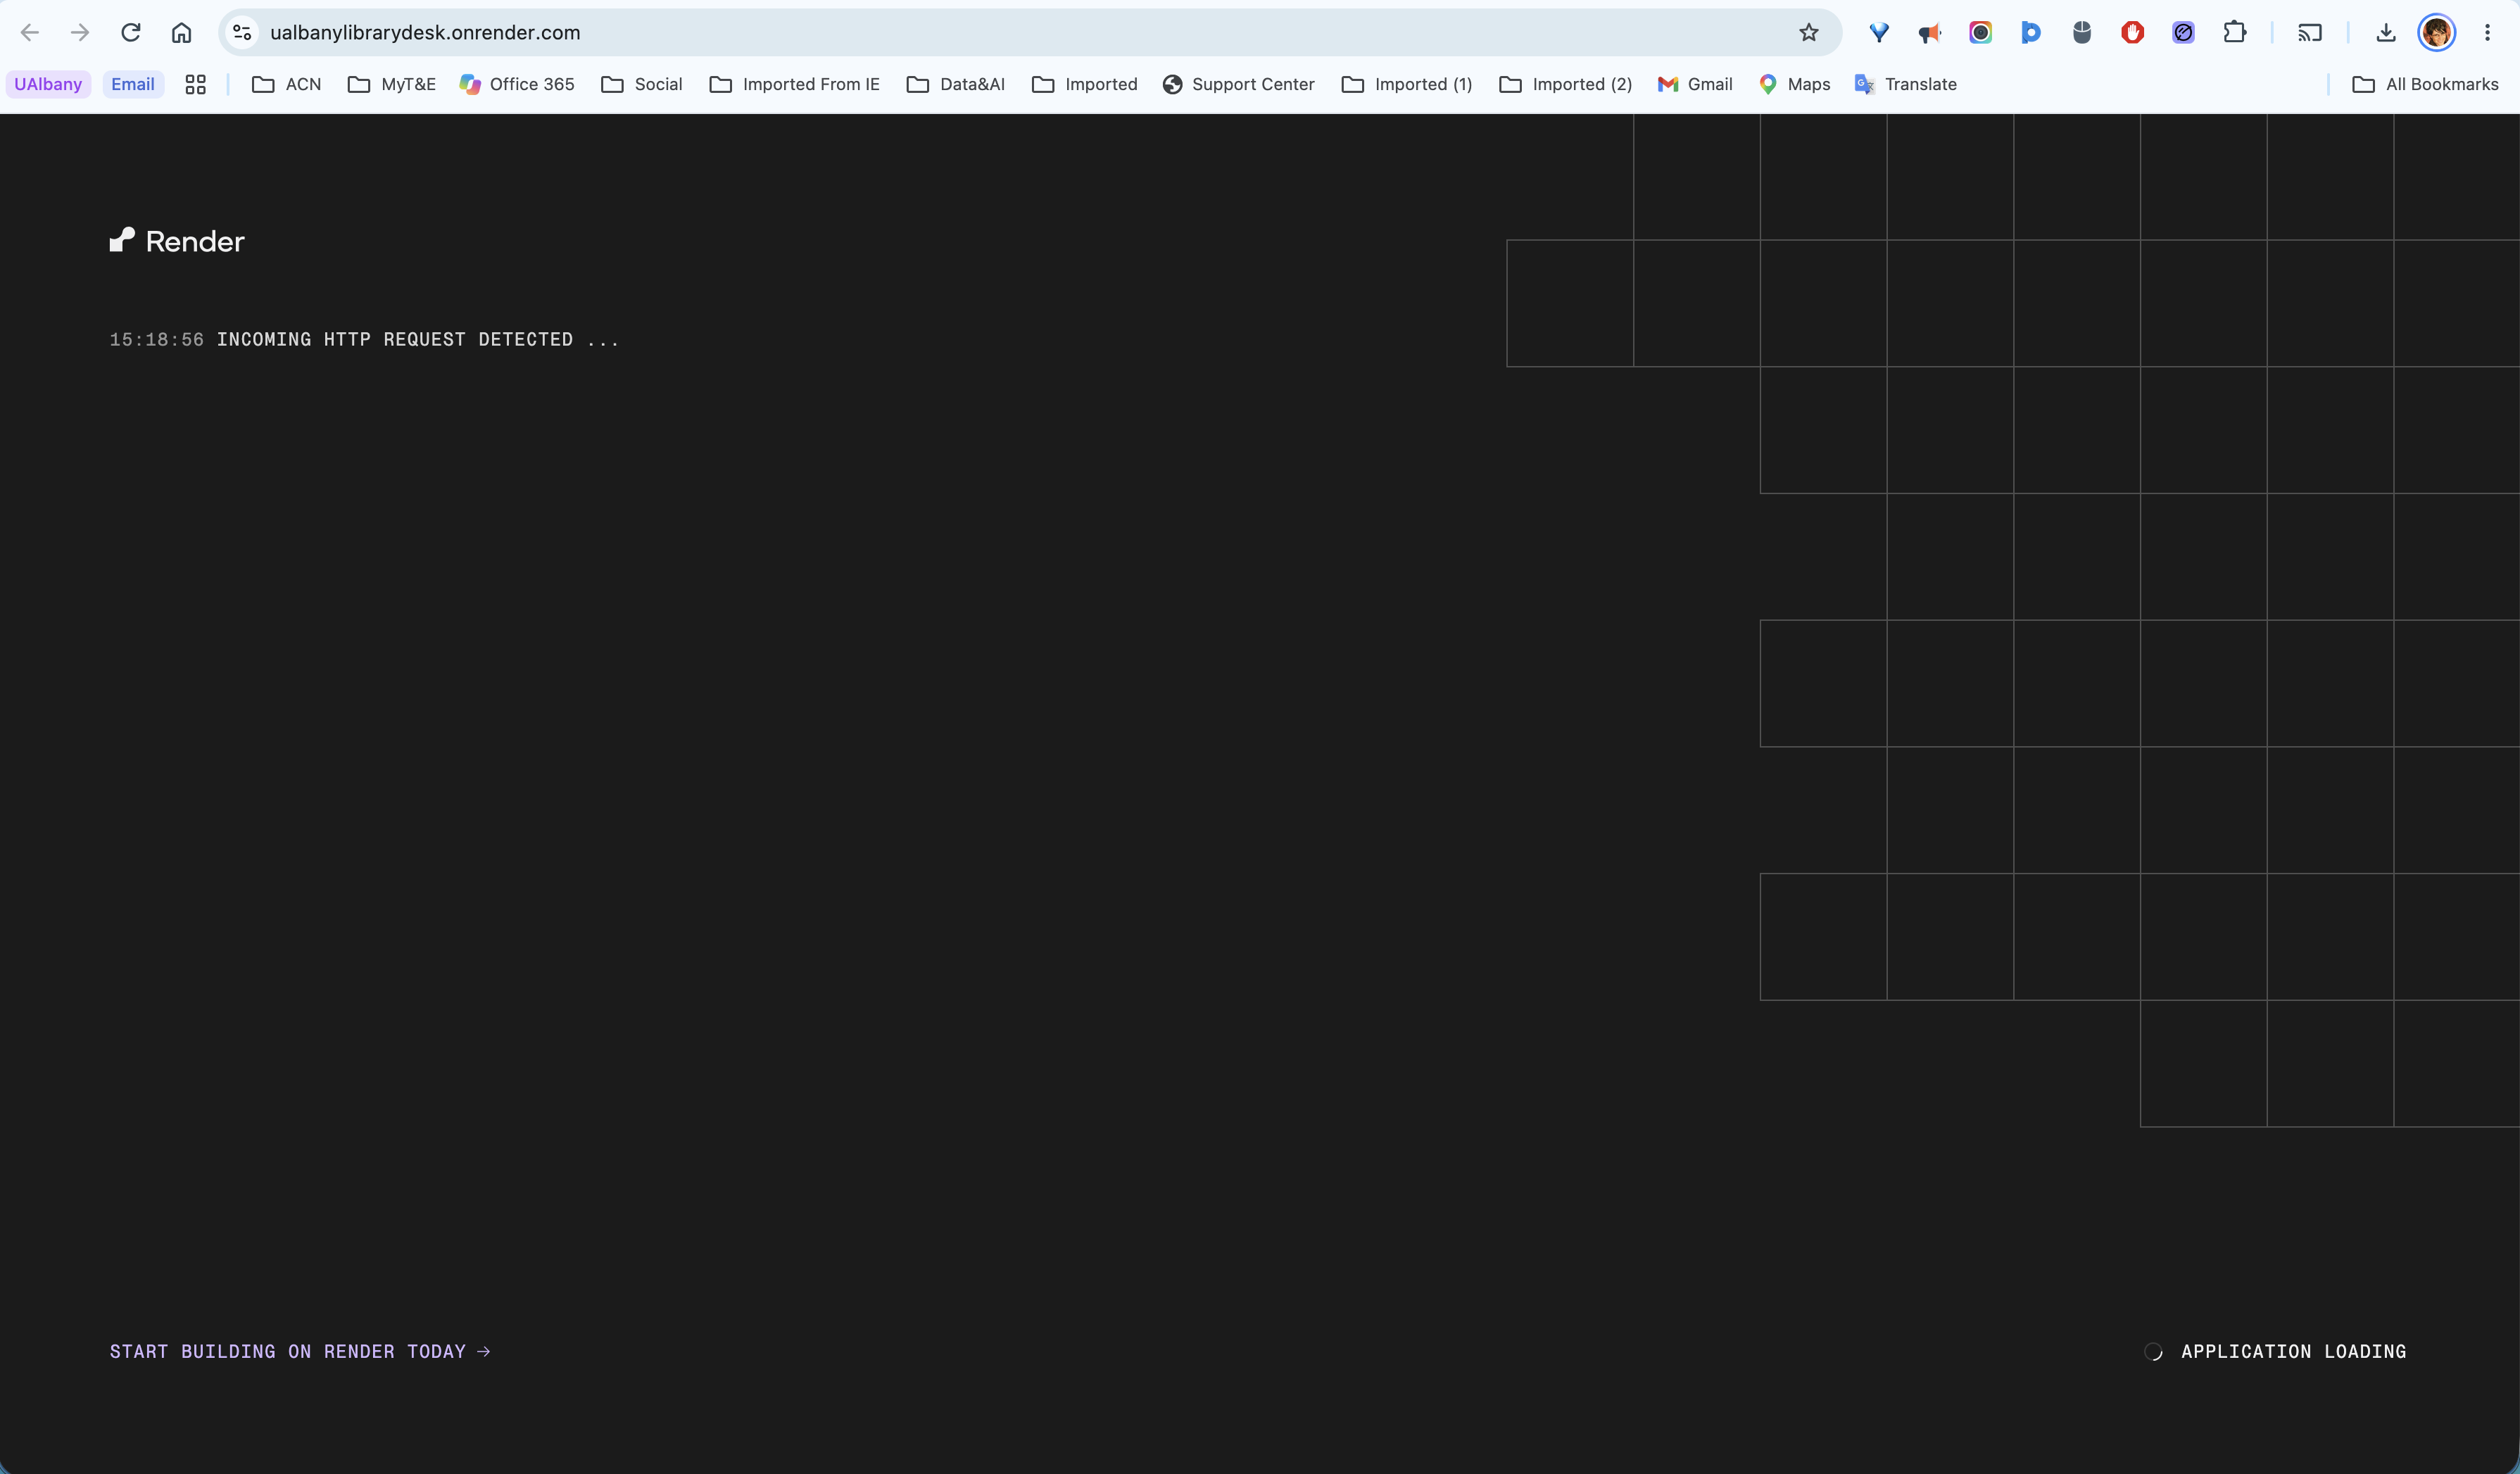 ualbanylibrarydesk.onrender.com
UAlbany Email ACN MyT&E Office 365 Social Imported From IE Data&AI Imported Support Center Imported (1) Imported (2) Gmail Maps Translate All Bookmarks
Render
15:18:56 INCOMING HTTP REQUEST DETECTED ...
START BUILDING ON RENDER TODAY → APPLICATION LOADING